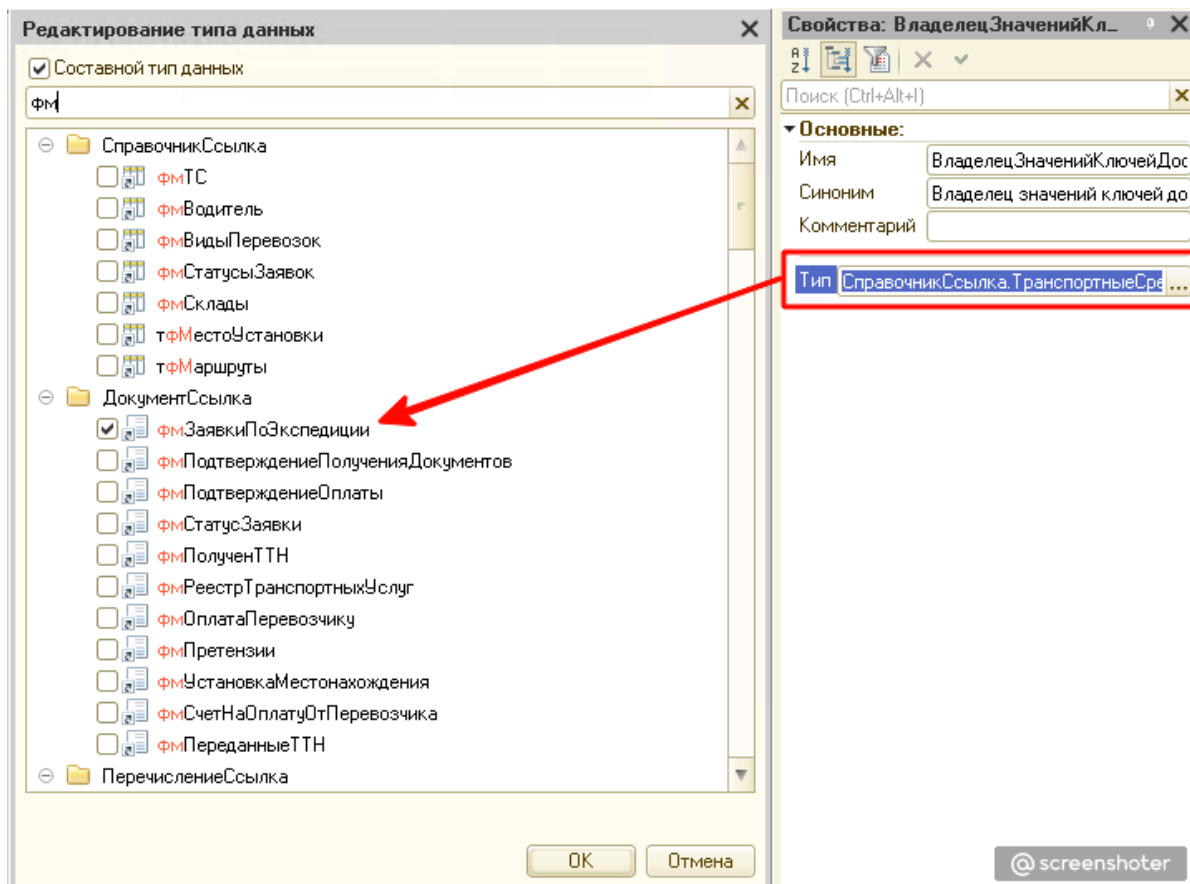 Редактирование типа данных
Составной тип данных
фм
СправочникСсылка
фмТС
фмВодитель
фмВидыПеревозок
фмСтатусыЗаявок
фмСклады
тфМестоУстановки
тфМаршруты
ДокументСсылка
фмЗаявкиПоЭкспедиции
фмПодтверждениеПолученияДокументов
фмПодтверждениеОплаты
фмСтатусЗаявки
фмПолученТТН
фмРеестрТранспортныхУслуг
фмОплатаПеревозчику
фмПретензии
фмУстановкаМестонахождения
фмСчетНаОплатуОтПеревозчика
фмПереданныеТТН
ПеречислениеСсылка
OK Отмена
Свойства: ВладелецЗначенийКл...
Поиск (Ctrl+Alt+I)
Основные:
Имя ВладелецЗначенийКлючейДос
Синоним Владелец значений ключей до
Комментарий
Тип СправочникСсылка.ТранспортныеСре ...
@screenshoter